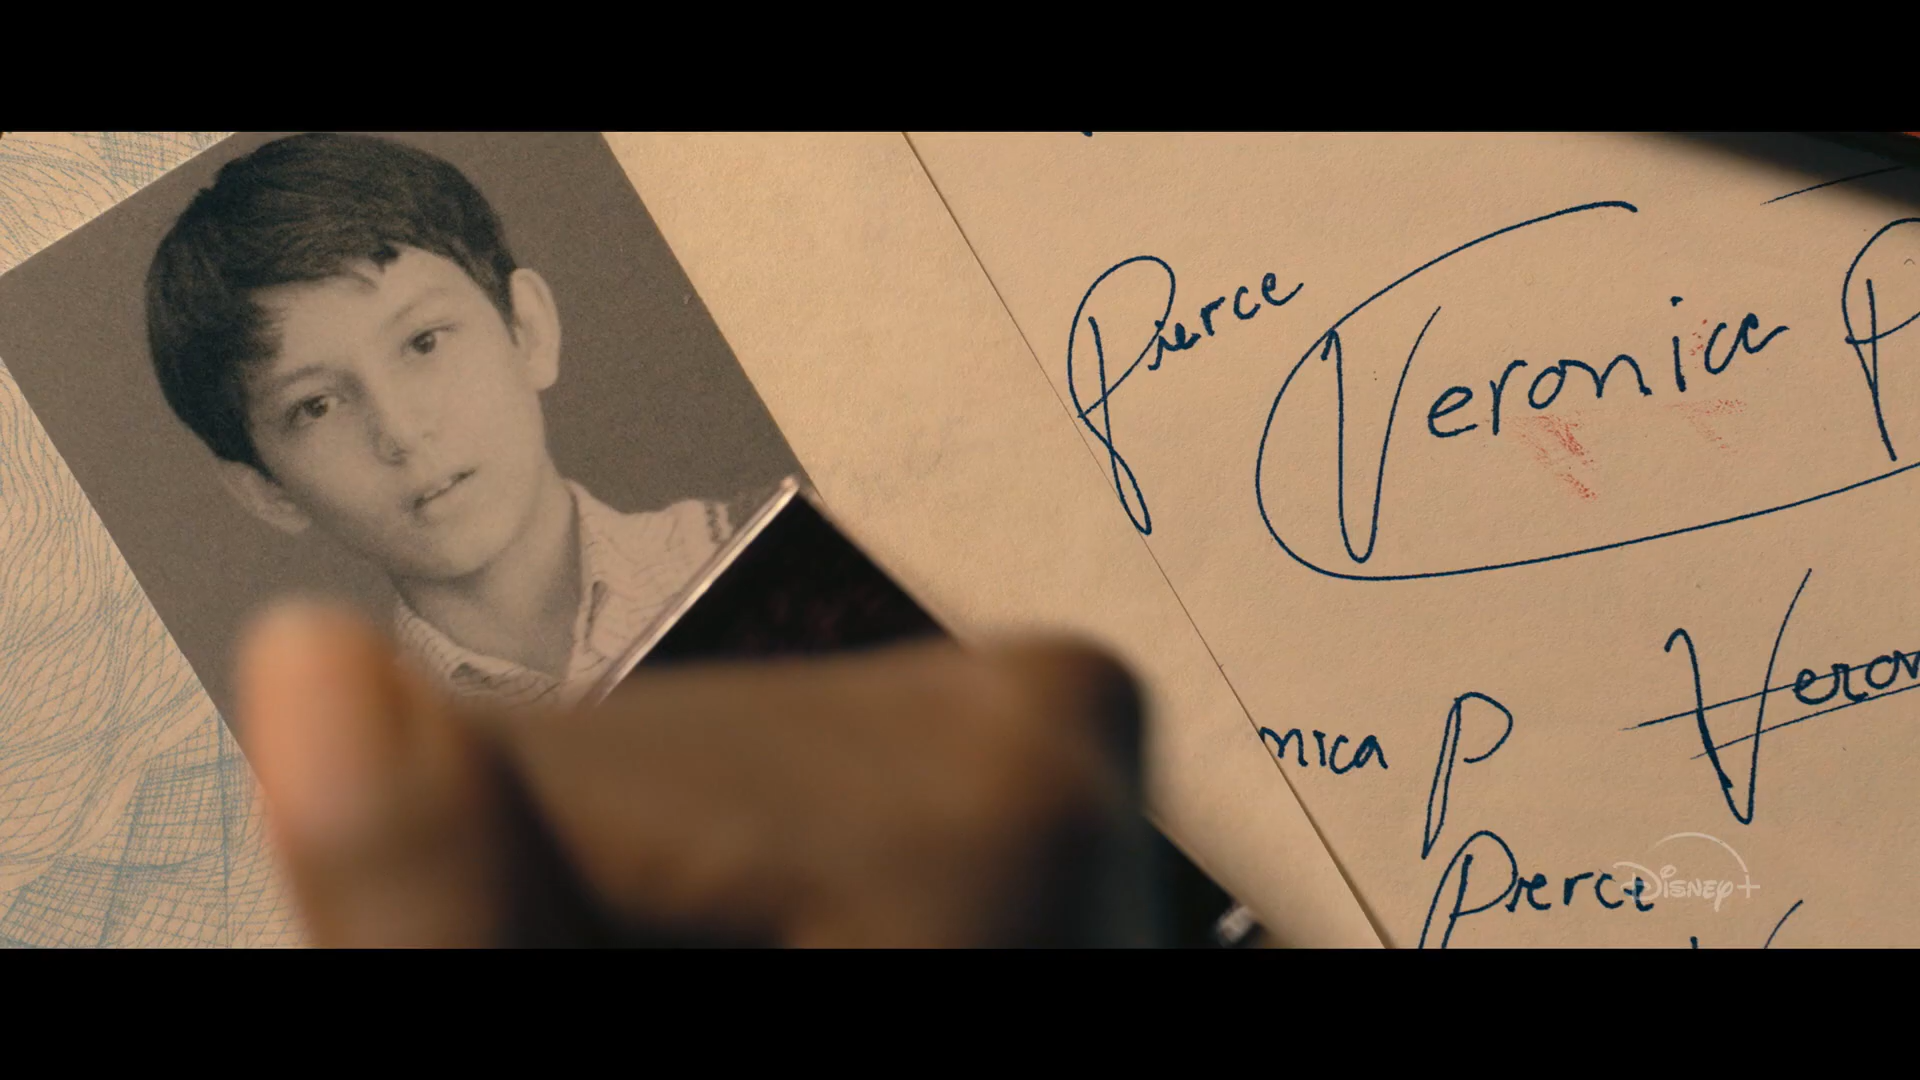 Pierce
Veronica P
Veron
nica P
Pierce
Disney+